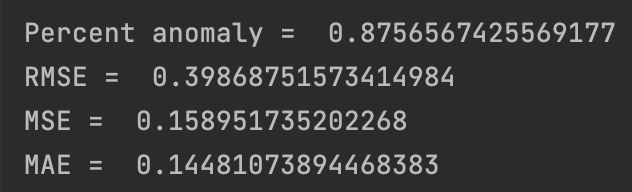 Percent anomaly =  0.8756567425569177
RMSE =  0.39868751573414984
MSE =  0.158951735202268
MAE =  0.14481073894468383